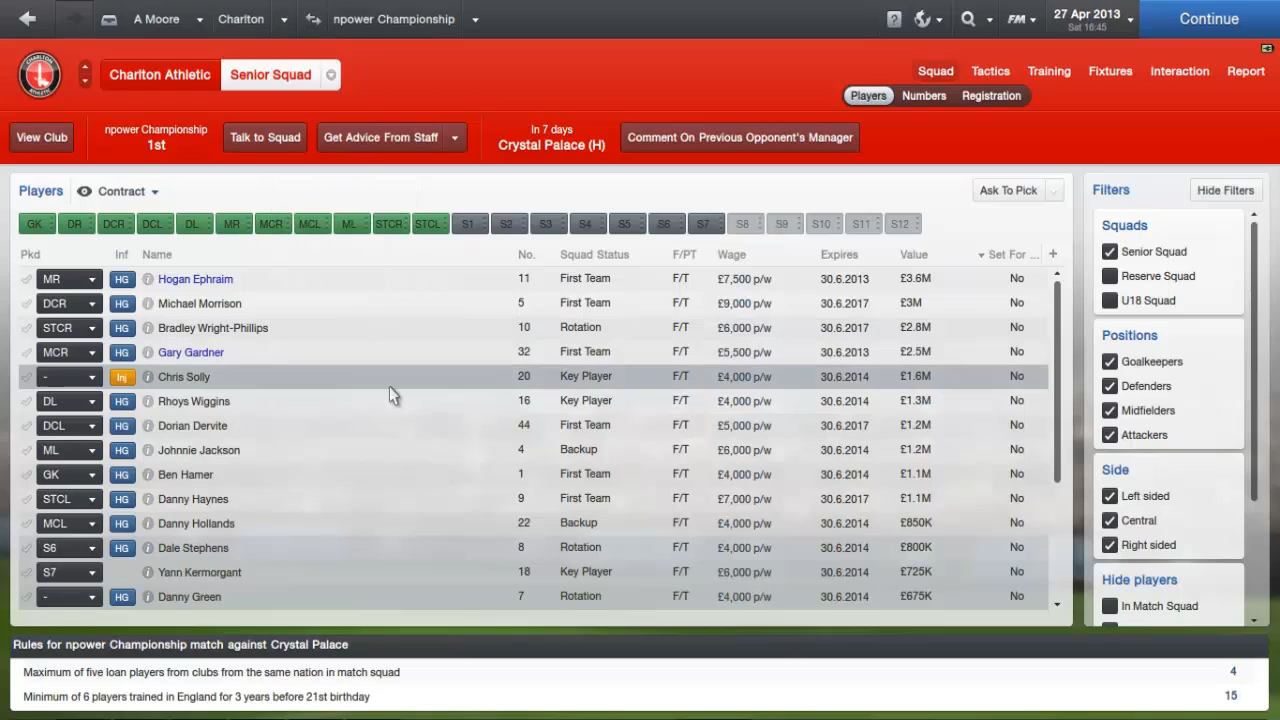 A Moore Charlton npower Championship ? FM 27 Apr 2013 Continue
Sat 16:45
Charlton Athletic Senior Squad Squad Tactics Training Fixtures Interaction Report
Players Numbers Registration
View Club npower Championship 1st Talk to Squad Get Advice From Staff In 7 days Crystal Palace (H) Comment On Previous Opponent's Manager
Players Contract Ask To Pick
GK DR DCR DCL DL MR MCR MCL ML STCR STCL S1 S2 S3 S4 S5 S6 S7 S8 S9 S10 S11 S12
Pkd Inf Name No. Squad Status F/PT Wage Expires Value Set For ... +
MR HG i Hogan Ephraim 11 First Team F/T £7,500 p/w 30.6.2013 £3.6M No
DCR HG i Michael Morrison 5 First Team F/T £9,000 p/w 30.6.2017 £3M No
STCR HG i Bradley Wright-Phillips 10 Rotation F/T £6,000 p/w 30.6.2017 £2.8M No
MCR HG i Gary Gardner 32 First Team F/T £5,500 p/w 30.6.2013 £2.5M No
- Inj i Chris Solly 20 Key Player F/T £4,000 p/w 30.6.2014 £1.6M No
DL HG i Rhoys Wiggins 16 Key Player F/T £4,000 p/w 30.6.2014 £1.3M No
DCL HG i Dorian Dervite 44 First Team F/T £5,000 p/w 30.6.2017 £1.2M No
ML HG i Johnnie Jackson 4 Backup F/T £6,000 p/w 30.6.2014 £1.2M No
GK HG i Ben Hamer 1 First Team F/T £4,000 p/w 30.6.2014 £1.1M No
STCL HG i Danny Haynes 9 First Team F/T £7,000 p/w 30.6.2017 £1.1M No
MCL HG i Danny Hollands 22 Backup F/T £4,000 p/w 30.6.2014 £850K No
S6 HG i Dale Stephens 8 Rotation F/T £4,000 p/w 30.6.2014 £800K No
S7 i Yann Kermorgant 18 Key Player F/T £6,000 p/w 30.6.2014 £725K No
- HG i Danny Green 7 Rotation F/T £4,000 p/w 30.6.2014 £675K No
Filters Hide Filters
Squads
Senior Squad
Reserve Squad
U18 Squad
Positions
Goalkeepers
Defenders
Midfielders
Attackers
Side
Left sided
Central
Right sided
Hide players
In Match Squad
Rules for npower Championship match against Crystal Palace
Maximum of five loan players from clubs from the same nation in match squad 4
Minimum of 6 players trained in England for 3 years before 21st birthday 15